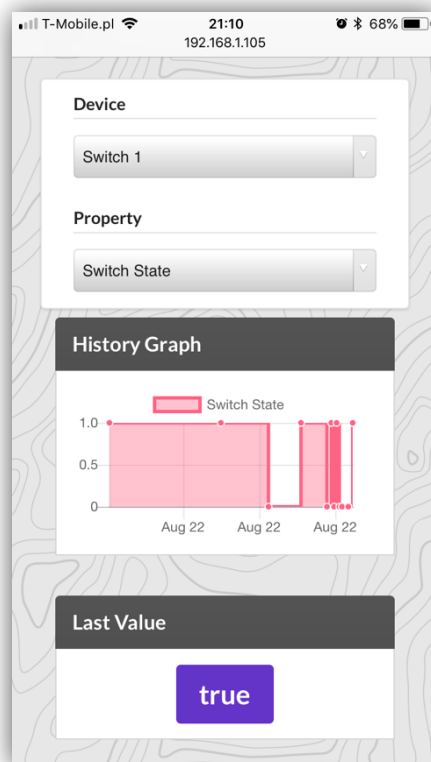 T-Mobile.pl 21:10 68%
192.168.1.105
Device
Switch 1
Property
Switch State
History Graph
Switch State
1.0
0.5
0
Aug 22 Aug 22 Aug 22
Last Value
true